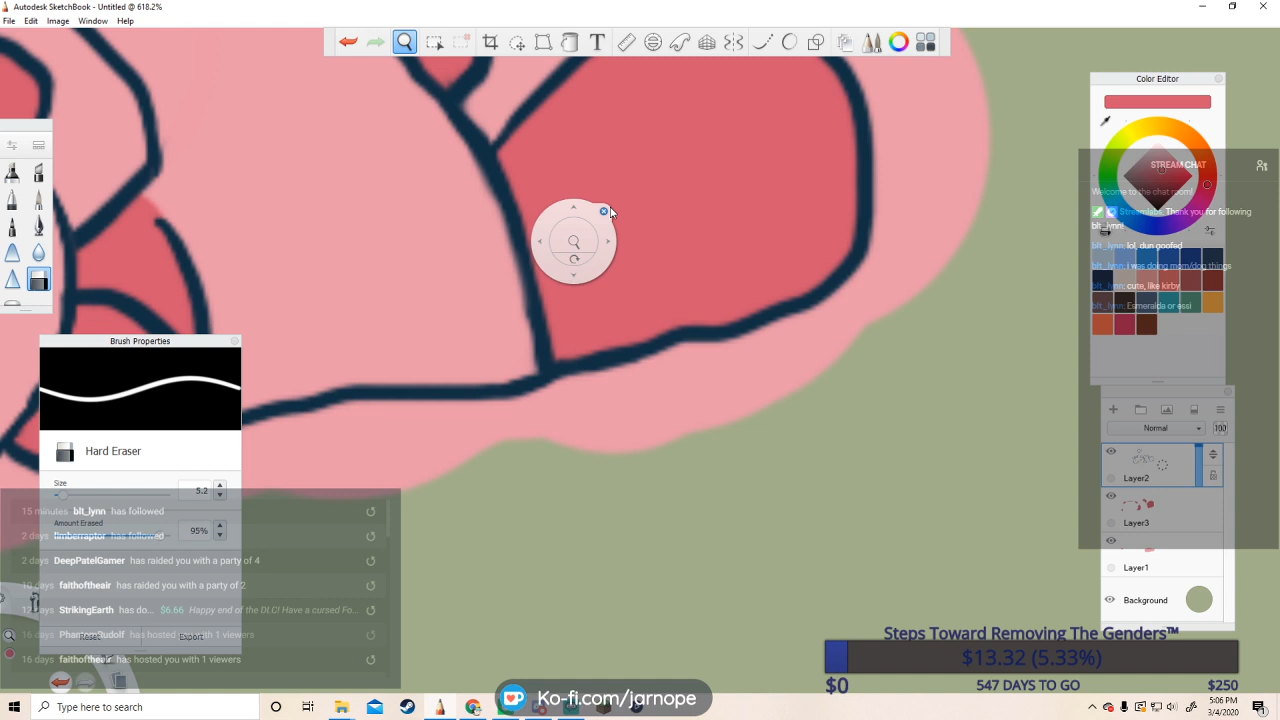 Autodesk SketchBook - Untitled @ 618.2%
File Edit Image Window Help
Color Editor
STREAM CHAT
Welcome to the chat room!
Streamlabs: Thank you for following
blt_lynn!
blt_lynn: lol, dun goofed
blt_lynn: i was doing mom/dog things
blt_lynn: cute, like kirby
blt_lynn: Esmeralda or essi
Brush Properties
Hard Eraser
Size
5.2
15 minutes blt_lynn has followed
Amount Erased
95%
2 days limberraptor has followed
2 days DeepPatelGamer has raided you with a party of 4
10 days faithoftheair has raided you with a party of 2
12 days StrikingEarth has do... $6.66 Happy end of the DLC! Have a cursed Fo...
16 days PhantomRudolf has hosted you with 1 viewers
Reset Export
16 days faithoftheair has hosted you with 1 viewers
Normal 100
Layer2
Layer3
Layer1
Background
Steps Toward Removing The Genders™
$13.32 (5.33%)
$0 547 DAYS TO GO $250
Ko-fi.com/jarnope
Type here to search
5:06 PM
3/4/2020